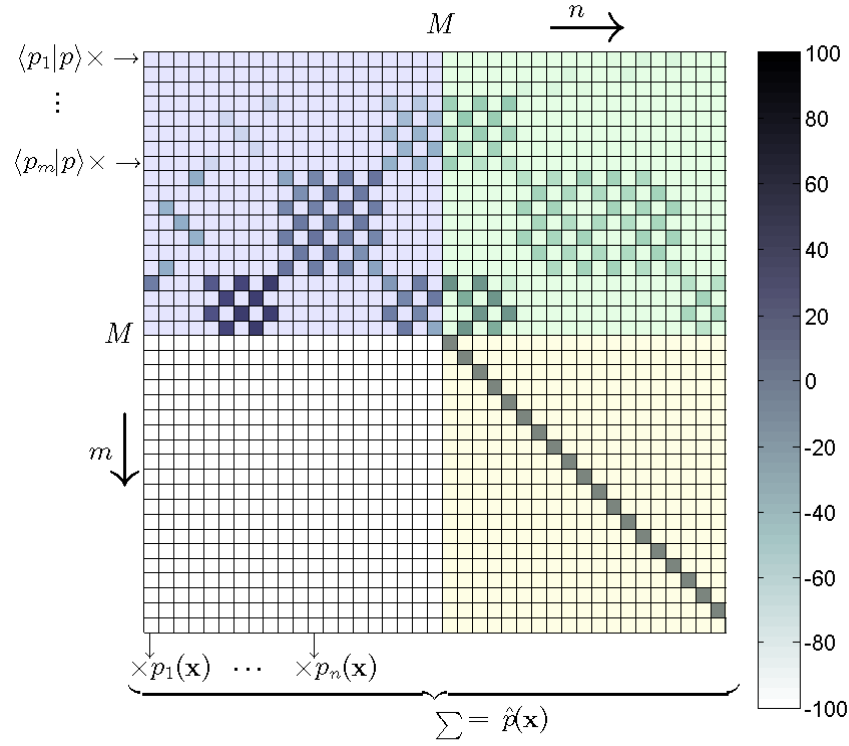 M n
⟨p₁|p⟩× →
⋮
⟨pₘ|p⟩× →
M
m
×p₁(𝐱) ⋯ ×pₙ(𝐱)
∑ = p̂(𝐱)
100
80
60
40
20
0
-20
-40
-60
-80
-100